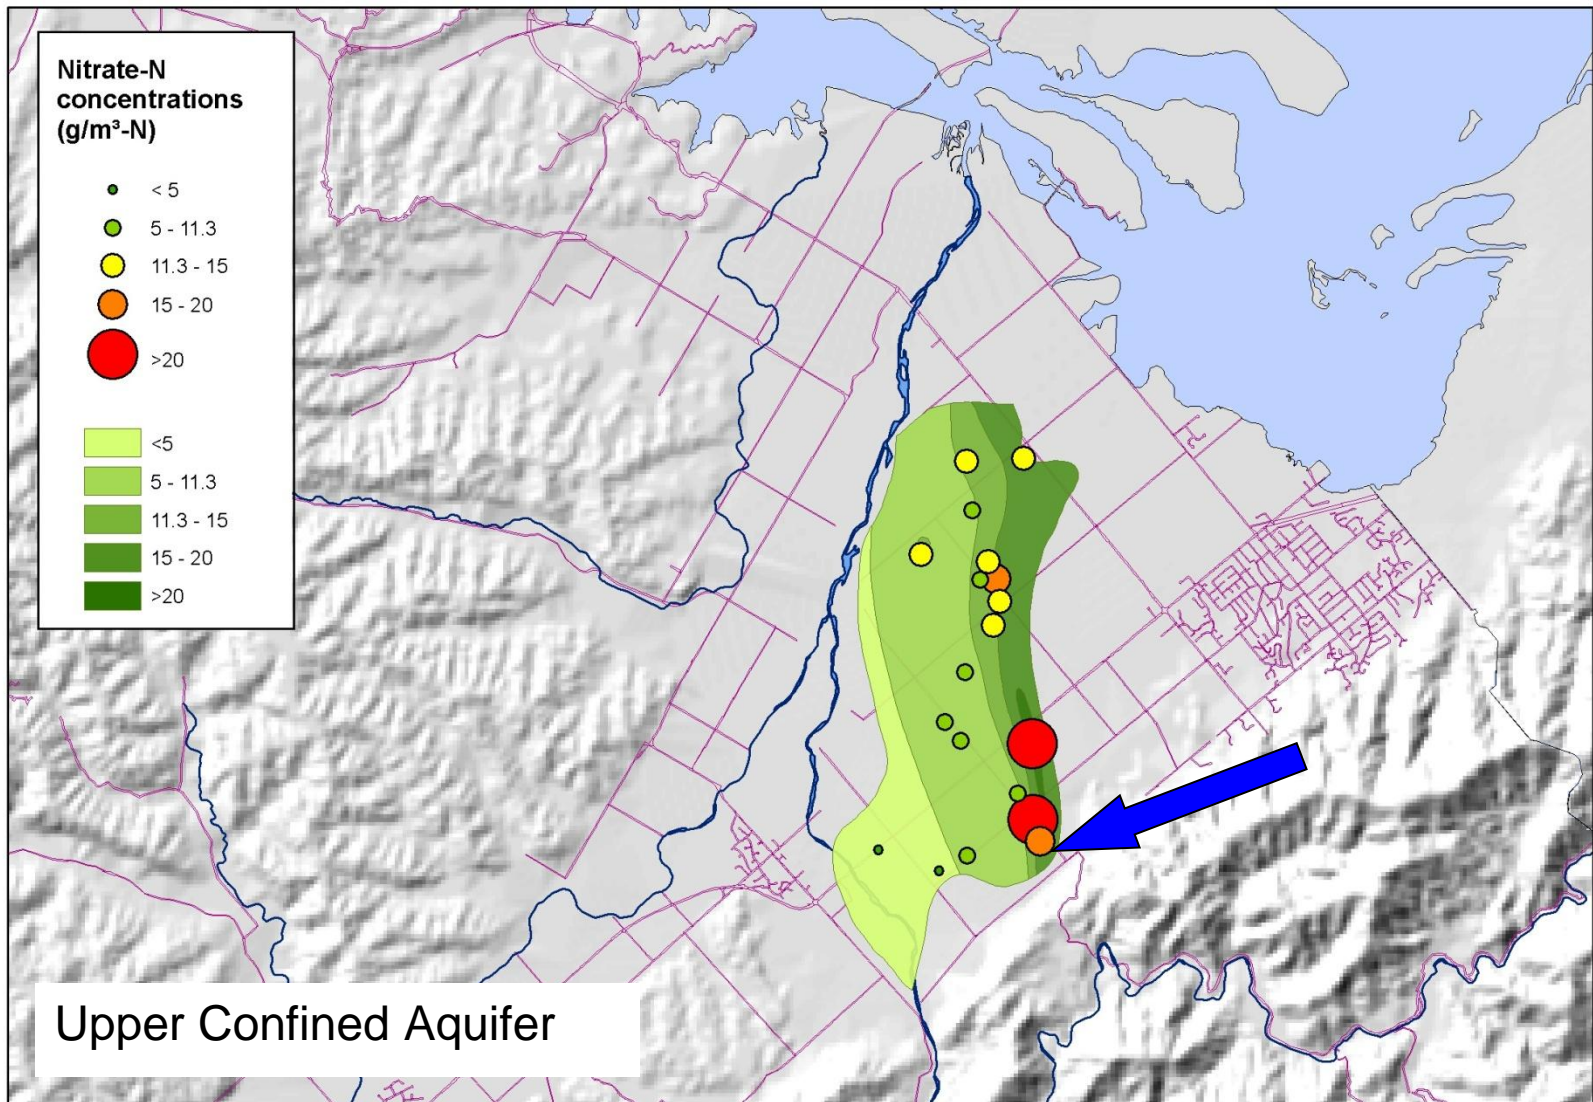 Nitrate-N
concentrations
(g/m³-N)
< 5
5 - 11.3
11.3 - 15
15 - 20
>20
<5
5 - 11.3
11.3 - 15
15 - 20
>20
Upper Confined Aquifer